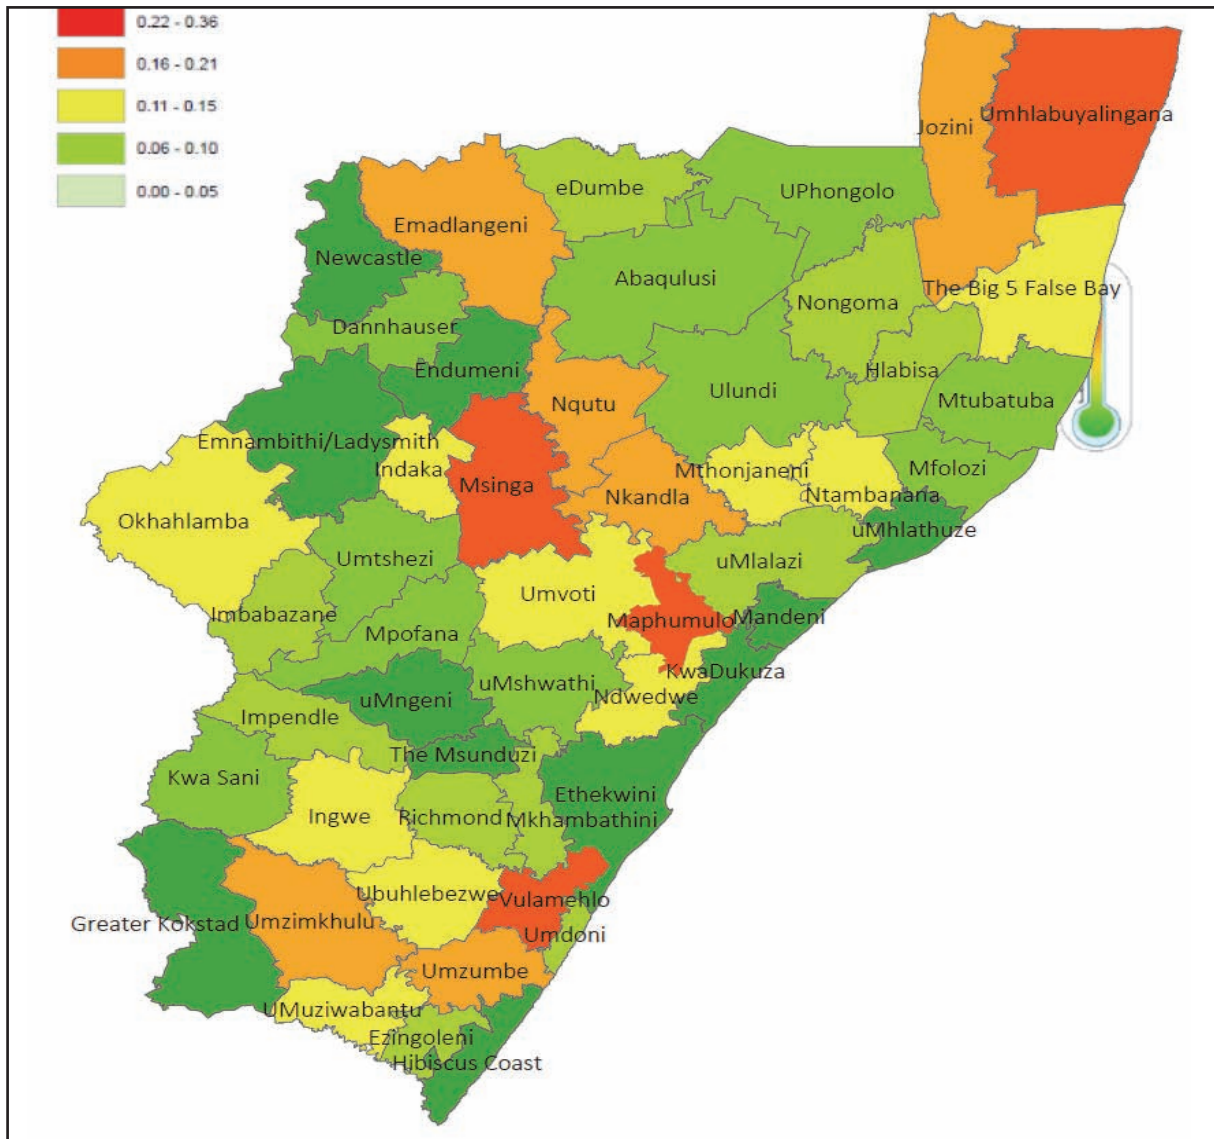 0.22 - 0.36
0.16 - 0.21
0.11 - 0.15
0.06 - 0.10
0.00 - 0.05
Jozini
Umhlabuyalingana
eDumbe
UPhongolo
Emadlangeni
Newcastle
Abaqulusi
Nongoma
The Big 5 False Bay
Dannhauser
Endumeni
Hlabisa
Ulundi
Mtubatuba
Nqutu
Emnambithi/Ladysmith
Indaka
Msinga
Mthonjaneni
Mfolozi
Nkandla
Ntambanana
Okhahlamba
uMhlathuze
Umtshezi
uMlalazi
Umvoti
Imbabazane
Maphumulo
Mandeni
Mpofana
KwaDukuza
uMshwathi
Ndwedwe
uMngeni
Impendle
The Msunduzi
Kwa Sani
Ethekwini
Ingwe
Richmond
Mkhambathini
Ubuhlebezwe
Vulamehlo
Greater Kokstad
Umzimkhulu
Umdoni
Umzumbe
UMuziwabantu
Ezingoleni
Hibiscus Coast